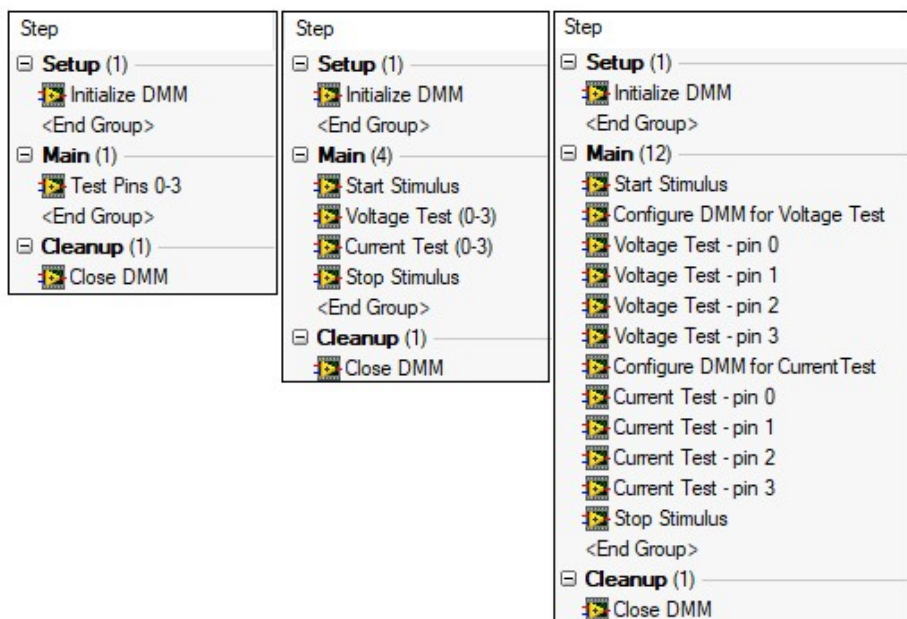 Step
Setup (1)
Initialize DMM
<End Group>
Main (1)
Test Pins 0-3
<End Group>
Cleanup (1)
Close DMM
Step
Setup (1)
Initialize DMM
<End Group>
Main (4)
Start Stimulus
Voltage Test (0-3)
Current Test (0-3)
Stop Stimulus
<End Group>
Cleanup (1)
Close DMM
Step
Setup (1)
Initialize DMM
<End Group>
Main (12)
Start Stimulus
Configure DMM for Voltage Test
Voltage Test - pin 0
Voltage Test - pin 1
Voltage Test - pin 2
Voltage Test - pin 3
Configure DMM for Current Test
Current Test - pin 0
Current Test - pin 1
Current Test - pin 2
Current Test - pin 3
Stop Stimulus
<End Group>
Cleanup (1)
Close DMM